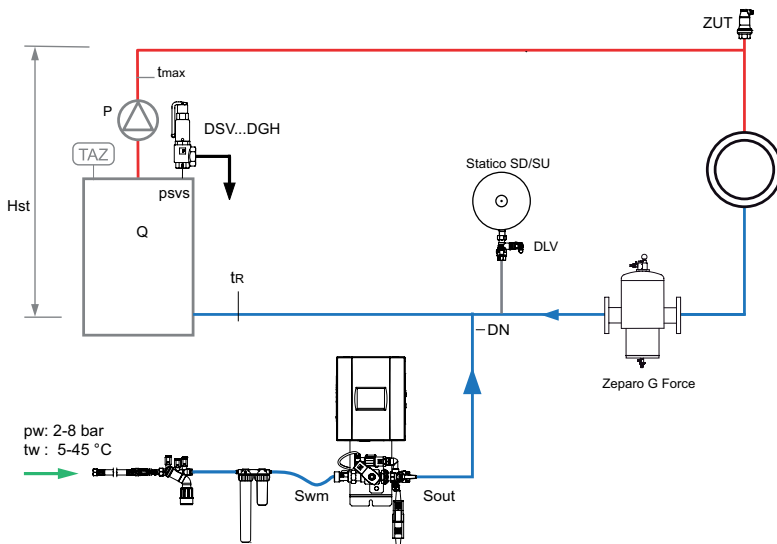 ZUT
tmax
P
DSV...DGH
TAZ
psvs
Statico SD/SU
Hst
Q
DLV
tR
DN
Zeparo G Force
pw: 2-8 bar
tw : 5-45 °C
Swm
Sout